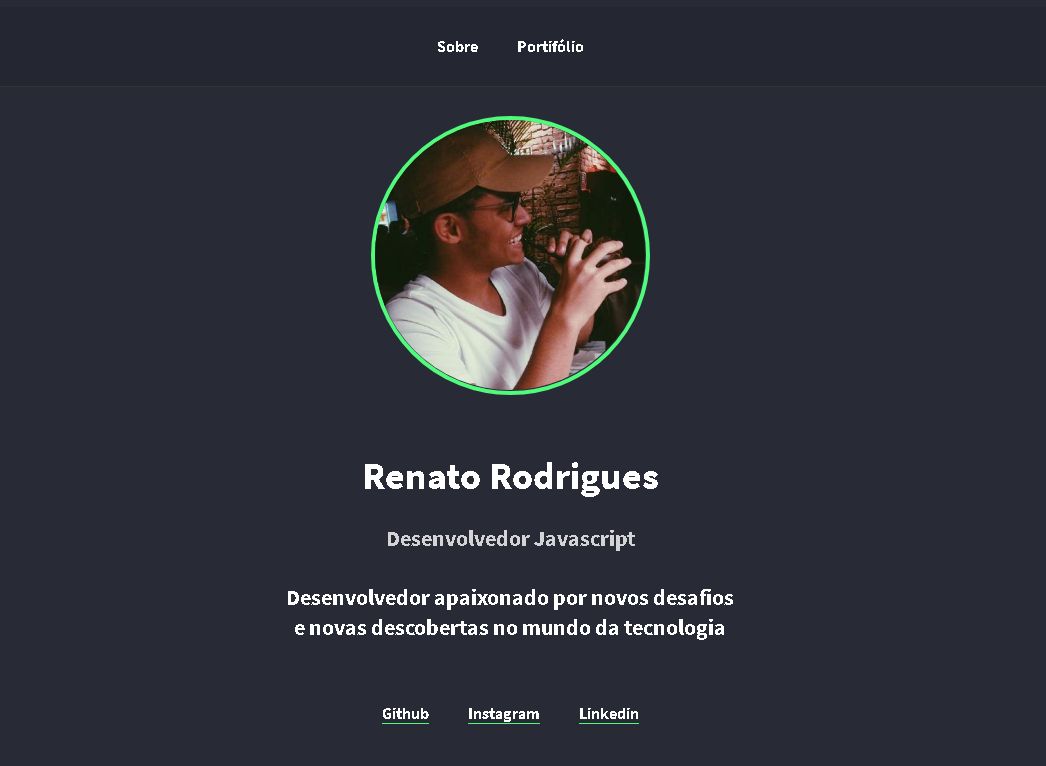 Sobre Portifólio
Renato Rodrigues
Desenvolvedor Javascript
Desenvolvedor apaixonado por novos desafios
e novas descobertas no mundo da tecnologia
Github Instagram Linkedin